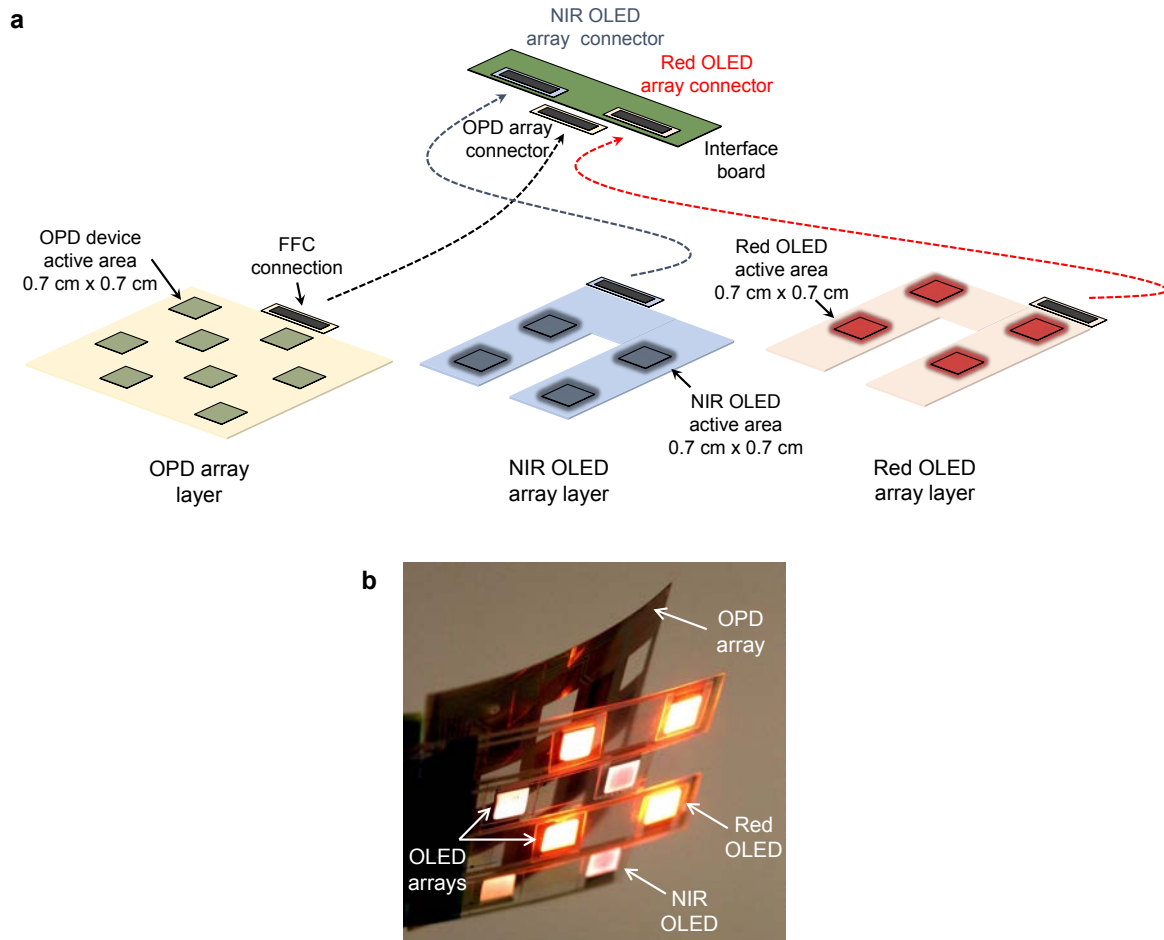 a
NIR OLED
array connector
Red OLED
array connector
OPD array
connector
Interface
board
OPD device
active area
0.7 cm x 0.7 cm
FFC
connection
Red OLED
active area
0.7 cm x 0.7 cm
NIR OLED
active area
0.7 cm x 0.7 cm
OPD array
layer
NIR OLED
array layer
Red OLED
array layer
b
OPD
array
OLED
arrays
Red
OLED
NIR
OLED